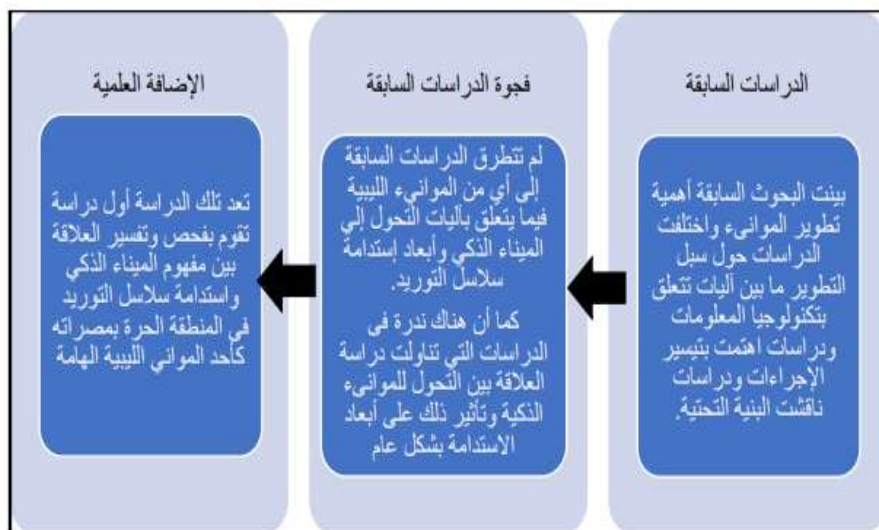 الدراسات السابقة
بينت البحوث السابقة أهمية
تطوير الموانىء واختلفت
الدراسات حول سبل
التطوير ما بين آليات تتعلق
بتكنولوجيا المعلومات
ودراسات اهتمت بتيسير
الإجراءات ودراسات
ناقشت البنية التحتية.
فجوة الدراسات السابقة
لم تتطرق الدراسات السابقة
إلى أي من الموانىء الليبية
فيما يتعلق بآليات التحول إلى
الميناء الذكي وأبعاد إستدامة
سلاسل التوريد.
كما أن هناك ندرة فى
الدراسات التي تناولت دراسة
العلاقة بين التحول للموانىء
الذكية وتأثير ذلك على أبعاد
الاستدامة بشكل عام
الإضافة العلمية
تعد تلك الدراسة أول دراسة
تقوم بفحص وتفسير العلاقة
بين مفهوم الميناء الذكي
واستدامة سلاسل التوريد
في المنطقة الحرة بمصراته
كأحد المواني الليبية الهامة